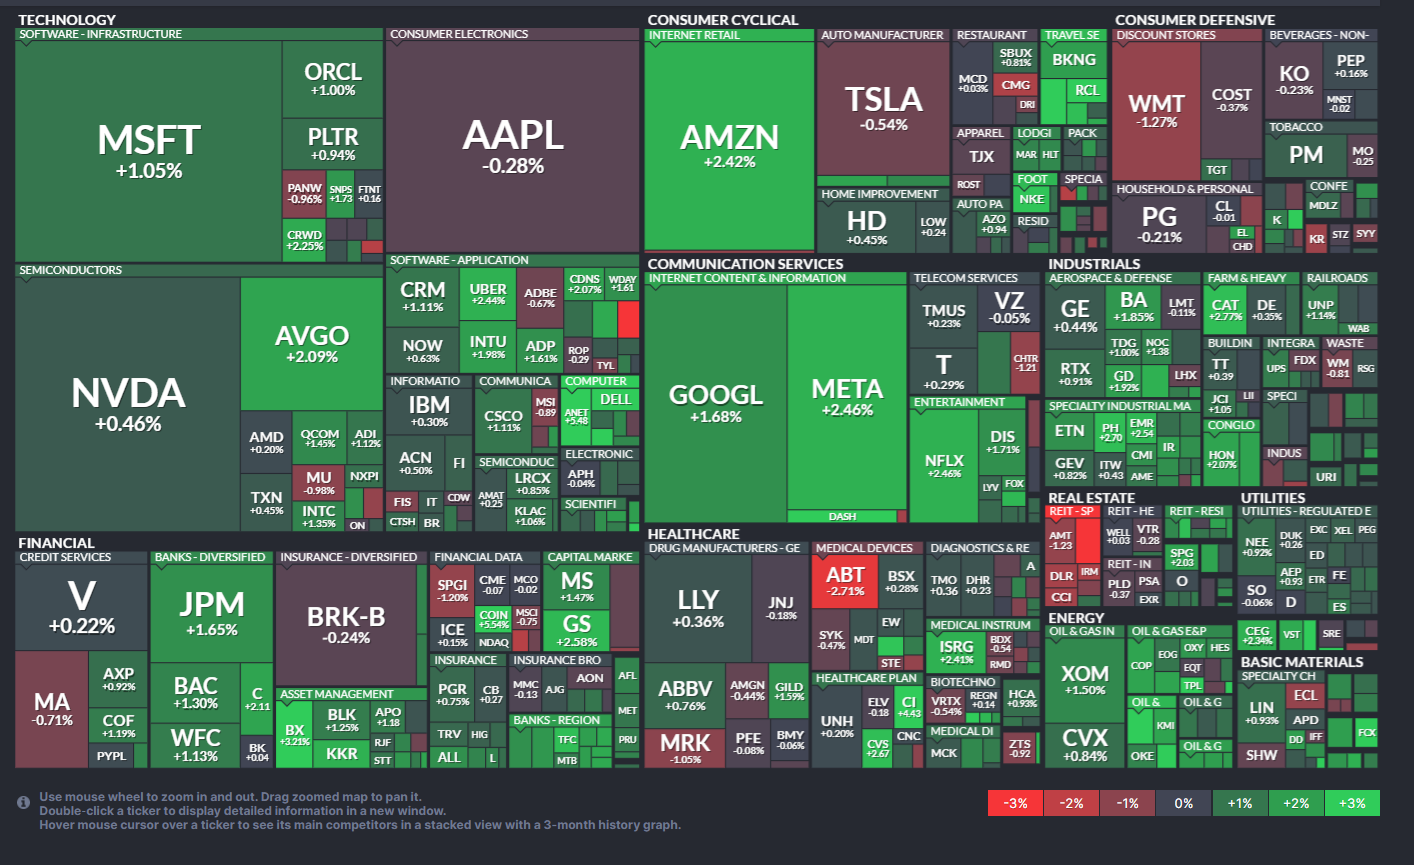 TECHNOLOGY
SOFTWARE - INFRASTRUCTURE
MSFT
+1.05%
ORCL
+1.00%
PLTR
+0.94%
PANW
-0.96%
SNPS
+1.73
FTNT
+0.16
CRWD
+2.25%
CONSUMER ELECTRONICS
AAPL
-0.28%
SEMICONDUCTORS
NVDA
+0.46%
AVGO
+2.09%
AMD
+0.20%
QCOM
+1.45%
ADI
+1.12%
TXN
+0.45%
MU
-0.98%
NXPI
INTC
+1.35%
ON
SOFTWARE - APPLICATION
CRM
+1.11%
UBER
+2.44%
ADBE
-0.67%
CDNS
+2.07%
WDAY
+1.61
NOW
+0.63%
INTU
+1.98%
ADP
+1.61%
ROP
-0.29
TYL
INFORMATIO
IBM
+0.30%
ACN
+0.50%
FI
FIS
IT
CDW
CTSH
BR
COMMUNICA
CSCO
+1.11%
MSI
-0.89
COMPUTER
ANET
+5.48
DELL
SEMICONDUC
AMAT
+0.25
LRCX
+0.85%
KLAC
+1.06%
ELECTRONIC
APH
-0.04%
SCIENTIFI
CONSUMER CYCLICAL
INTERNET RETAIL
AMZN
+2.42%
AUTO MANUFACTURER
TSLA
-0.54%
HOME IMPROVEMENT
HD
+0.45%
LOW
+0.24
RESTAURANT
MCD
+0.03%
SBUX
+0.81%
CMG
DRI
TRAVEL SE
BKNG
RCL
APPAREL
TJX
ROST
LODGI
MAR
HLT
PACK
FOOT
NKE
SPECIA
AUTO PA
AZO
+0.94
RESID
CONSUMER DEFENSIVE
DISCOUNT STORES
WMT
-1.27%
COST
-0.37%
TGT
BEVERAGES - NON-
KO
-0.23%
PEP
+0.16%
MNST
-0.02
TOBACCO
PM
MO
-0.25
HOUSEHOLD & PERSONAL
PG
-0.21%
CL
-0.01
EL
CHD
K
CONFE
MDLZ
KR
STZ
SYY
COMMUNICATION SERVICES
INTERNET CONTENT & INFORMATION
GOOGL
+1.68%
META
+2.46%
DASH
TELECOM SERVICES
TMUS
+0.23%
VZ
-0.05%
T
+0.29%
CHTR
-1.21
ENTERTAINMENT
NFLX
+2.46%
DIS
+1.71%
LYV
FOX
INDUSTRIALS
AEROSPACE & DEFENSE
GE
+0.44%
BA
+1.85%
LMT
-0.11%
RTX
+0.91%
TDG
+1.00%
NOC
+1.38
GD
+1.92%
LHX
FARM & HEAVY
CAT
+2.77%
DE
+0.35%
RAILROADS
UNP
+1.14%
WAB
BUILDIN
TT
+0.39
JCI
+1.05
LII
INTEGRA
UPS
FDX
WASTE
WM
-0.81
RSG
SPECI
SPECIALTY INDUSTRIAL MA
ETN
PH
+2.70
EMR
+2.54
GEV
+0.82%
ITW
+0.43
CMI
AME
IR
CONGLO
HON
+2.07%
INDUS
URI
FINANCIAL
CREDIT SERVICES
V
+0.22%
MA
-0.71%
AXP
+0.92%
COF
+1.19%
PYPL
BANKS - DIVERSIFIED
JPM
+1.65%
BAC
+1.30%
C
+2.11
WFC
+1.13%
BK
+0.04
INSURANCE - DIVERSIFIED
BRK-B
-0.24%
ASSET MANAGEMENT
BX
+3.21%
BLK
+1.25%
APO
+1.18
KKR
RJF
STT
FINANCIAL DATA
SPGI
-1.20%
CME
-0.07
MCO
-0.02
COIN
+5.54%
MSCI
-0.75
ICE
+0.15%
NDAQ
CAPITAL MARKE
MS
+1.47%
GS
+2.58%
INSURANCE
PGR
+0.75%
CB
+0.27
TRV
HIG
ALL
L
INSURANCE BRO
MMC
-0.13
AJG
AON
BANKS - REGION
TFC
MTB
AFL
MET
PRU
HEALTHCARE
DRUG MANUFACTURERS - GE
LLY
+0.36%
JNJ
-0.18%
ABBV
+0.76%
AMGN
-0.44%
GILD
+1.59%
MRK
-1.05%
PFE
-0.08%
BMY
-0.06%
MEDICAL DEVICES
ABT
-2.71%
BSX
+0.28%
SYK
-0.47%
MDT
EW
STE
DIAGNOSTICS & RE
TMO
+0.36
DHR
+0.23
A
MEDICAL INSTRUM
ISRG
+2.41%
BDX
-0.54
RMD
HEALTHCARE PLAN
UNH
+0.20%
ELV
-0.18
CI
+4.43
CVS
+2.67
CNC
BIOTECHNO
VRTX
-0.54%
REGN
+0.14
HCA
+0.93%
MEDICAL DI
MCK
ZTS
-0.92
REAL ESTATE
REIT - SP
AMT
-1.23
DLR
IRM
CCI
REIT - HE
WELL
+0.03
VTR
-0.28
REIT - IN
PLD
-0.37
PSA
EXR
REIT - RESI
SPG
+2.03
O
UTILITIES
UTILITIES - REGULATED E
NEE
+0.92%
DUK
+0.26
EXC
XEL
PEG
ED
AEP
+0.93
ETR
FE
SO
-0.06%
D
ES
CEG
+2.34%
VST
SRE
ENERGY
OIL & GAS IN
XOM
+1.50%
CVX
+0.84%
OIL & GAS E&P
COP
EOG
OXY
HES
EQT
TPL
OIL &
OKE
KMI
OIL & G
OIL & G
BASIC MATERIALS
SPECIALTY CH
LIN
+0.93%
ECL
APD
DD
IFF
SHW
FCX
Use mouse wheel to zoom in and out. Drag zoomed map to pan it.
Double-click a ticker to display detailed information in a new window.
Hover mouse cursor over a ticker to see its main competitors in a stacked view with a 3-month history graph.
-3%
-2%
-1%
0%
+1%
+2%
+3%